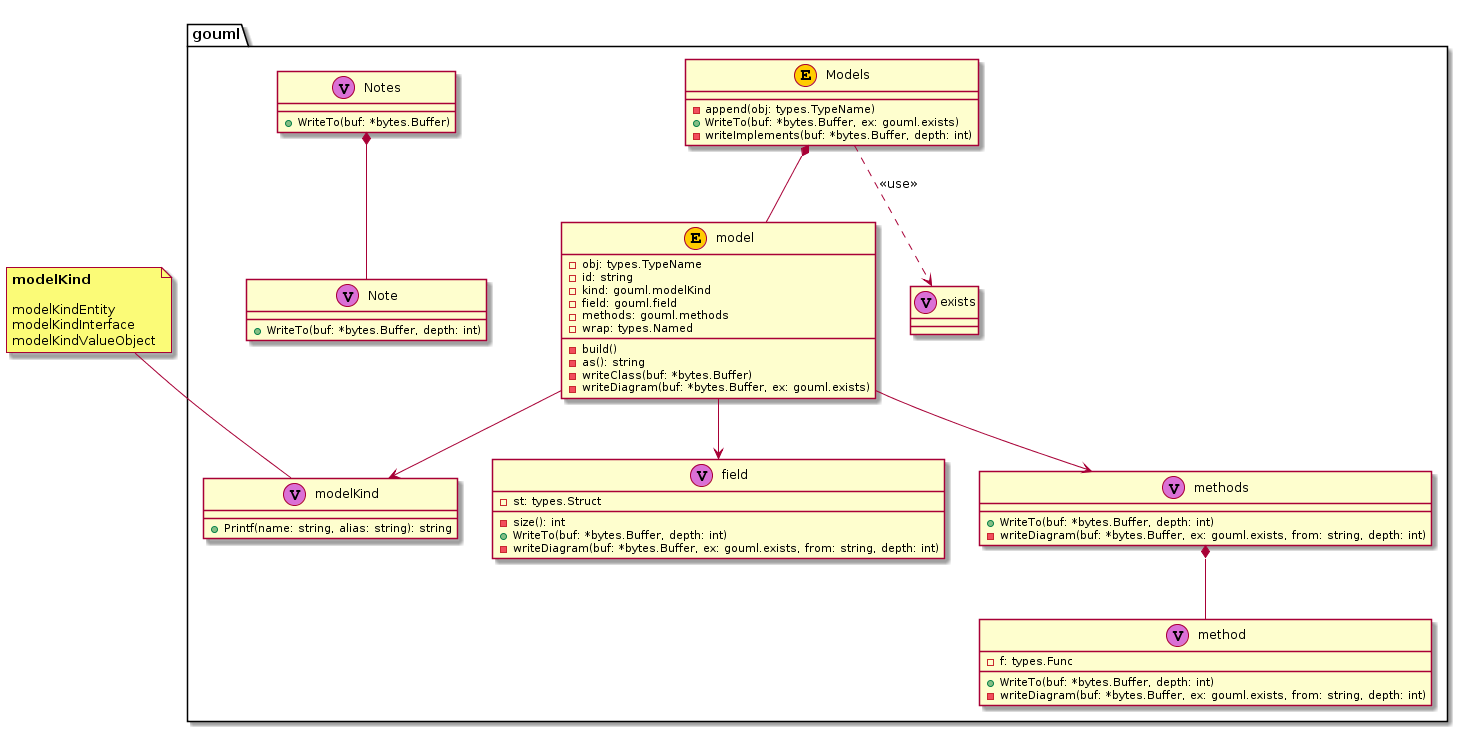 gouml
V Notes
WriteTo(buf: *bytes.Buffer)
E Models
append(obj: types.TypeName)
WriteTo(buf: *bytes.Buffer, ex: gouml.exists)
writeImplements(buf: *bytes.Buffer, depth: int)
«use»
E model
obj: types.TypeName
id: string
kind: gouml.modelKind
field: gouml.field
methods: gouml.methods
wrap: types.Named
build()
as(): string
writeClass(buf: *bytes.Buffer)
writeDiagram(buf: *bytes.Buffer, ex: gouml.exists)
V Note
WriteTo(buf: *bytes.Buffer, depth: int)
V exists
modelKind
modelKindEntity
modelKindInterface
modelKindValueObject
V modelKind
Printf(name: string, alias: string): string
V field
st: types.Struct
size(): int
WriteTo(buf: *bytes.Buffer, depth: int)
writeDiagram(buf: *bytes.Buffer, ex: gouml.exists, from: string, depth: int)
V methods
WriteTo(buf: *bytes.Buffer, depth: int)
writeDiagram(buf: *bytes.Buffer, ex: gouml.exists, from: string, depth: int)
V method
f: types.Func
WriteTo(buf: *bytes.Buffer, depth: int)
writeDiagram(buf: *bytes.Buffer, ex: gouml.exists, from: string, depth: int)